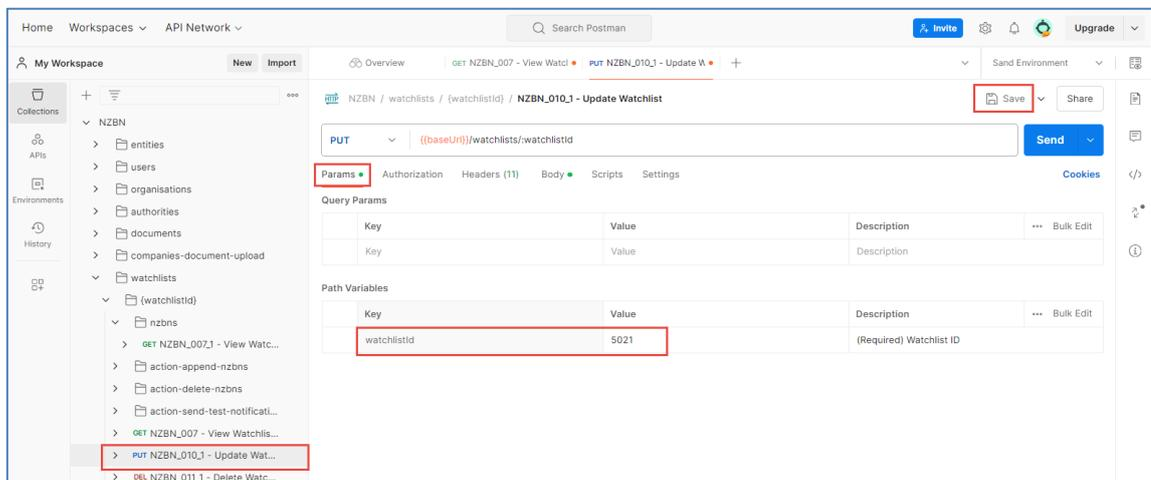 Home Workspaces API Network Search Postman Invite Upgrade
My Workspace New Import Overview GET NZBN_007 - View Watcl PUT NZBN_010_1 - Update W Sand Environment
Collections
APIs
Environments
History
NZBN
entities
users
organisations
authorities
documents
companies-document-upload
watchlists
{watchlistId}
nzbns
GET NZBN_007_1 - View Watc...
action-append-nzbns
action-delete-nzbns
action-send-test-notificati...
GET NZBN_007 - View Watchlis...
PUT NZBN_010_1 - Update Wat...
DEL NZBN_011_1 - Delete Watc...
HTTP NZBN / watchlists / {watchlistId} / NZBN_010_1 - Update Watchlist Save Share
PUT {{baseUrl}}/watchlists/:watchlistId Send
Params Authorization Headers (11) Body Scripts Settings Cookies
Query Params
Key Value Description Bulk Edit
Key Value Description
Path Variables
Key Value Description Bulk Edit
watchlistId 5021 (Required) Watchlist ID